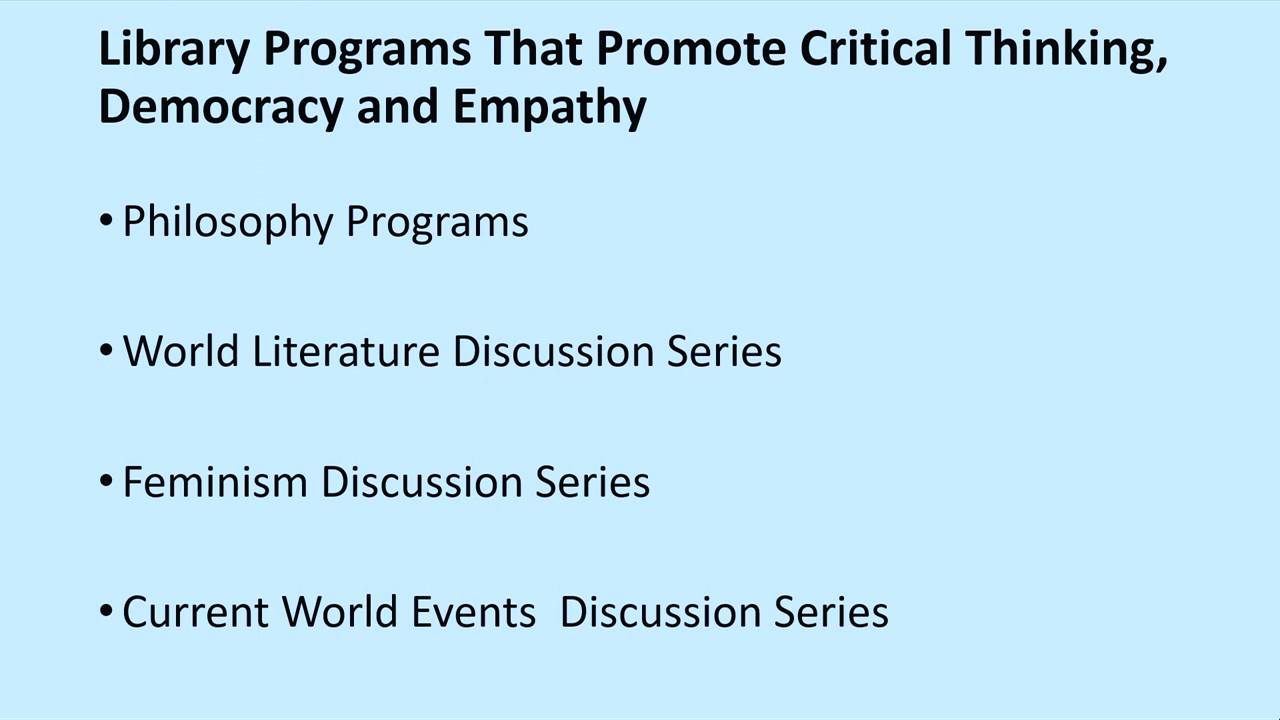 Library Programs That Promote Critical Thinking,
Democracy and Empathy
• Philosophy Programs
• World Literature Discussion Series
• Feminism Discussion Series
• Current World Events  Discussion Series